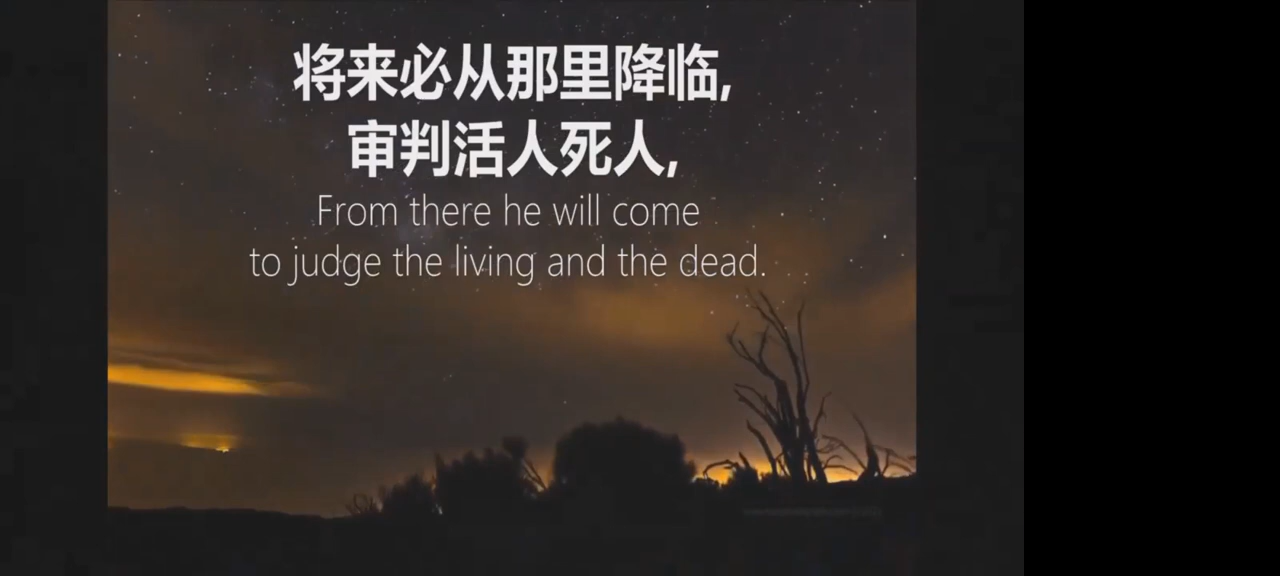 将来必从那里降临,
审判活人死人,
From there he will come
to judge the living and the dead.